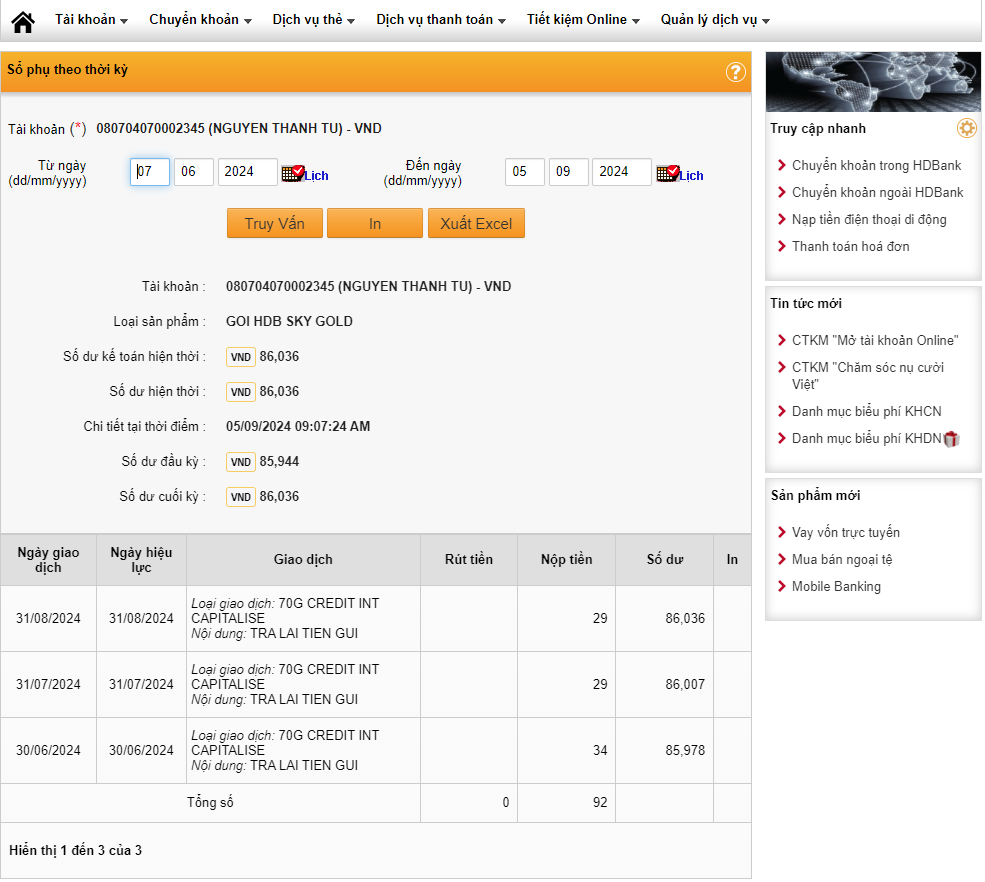 Tài khoản Chuyển khoản Dịch vụ thẻ Dịch vụ thanh toán Tiết kiệm Online Quản lý dịch vụ
Sổ phụ theo thời kỳ
?
Tài khoản (*) 080704070002345 (NGUYEN THANH TU) - VND
Từ ngày
(dd/mm/yyyy)
07 06 2024 Lịch
Đến ngày
(dd/mm/yyyy)
05 09 2024 Lịch
Truy Vấn In Xuất Excel
Tài khoản : 080704070002345 (NGUYEN THANH TU) - VND
Loại sản phẩm : GOI HDB SKY GOLD
Số dư kế toán hiện thời : VND 86,036
Số dư hiện thời : VND 86,036
Chi tiết tại thời điểm : 05/09/2024 09:07:24 AM
Số dư đầu kỳ : VND 85,944
Số dư cuối kỳ : VND 86,036
Ngày giao dịch Ngày hiệu lực Giao dịch Rút tiền Nộp tiền Số dư In
31/08/2024 31/08/2024 Loại giao dịch: 70G CREDIT INT
CAPITALISE
Nội dung: TRA LAI TIEN GUI 29 86,036
31/07/2024 31/07/2024 Loại giao dịch: 70G CREDIT INT
CAPITALISE
Nội dung: TRA LAI TIEN GUI 29 86,007
30/06/2024 30/06/2024 Loại giao dịch: 70G CREDIT INT
CAPITALISE
Nội dung: TRA LAI TIEN GUI 34 85,978
Tổng số 0 92
Hiển thị 1 đến 3 của 3
Truy cập nhanh
Chuyển khoản trong HDBank
Chuyển khoản ngoài HDBank
Nạp tiền điện thoại di động
Thanh toán hoá đơn
Tin tức mới
CTKM "Mở tài khoản Online"
CTKM "Chăm sóc nụ cười
Việt"
Danh mục biểu phí KHCN
Danh mục biểu phí KHDN
Sản phẩm mới
Vay vốn trực tuyến
Mua bán ngoại tệ
Mobile Banking